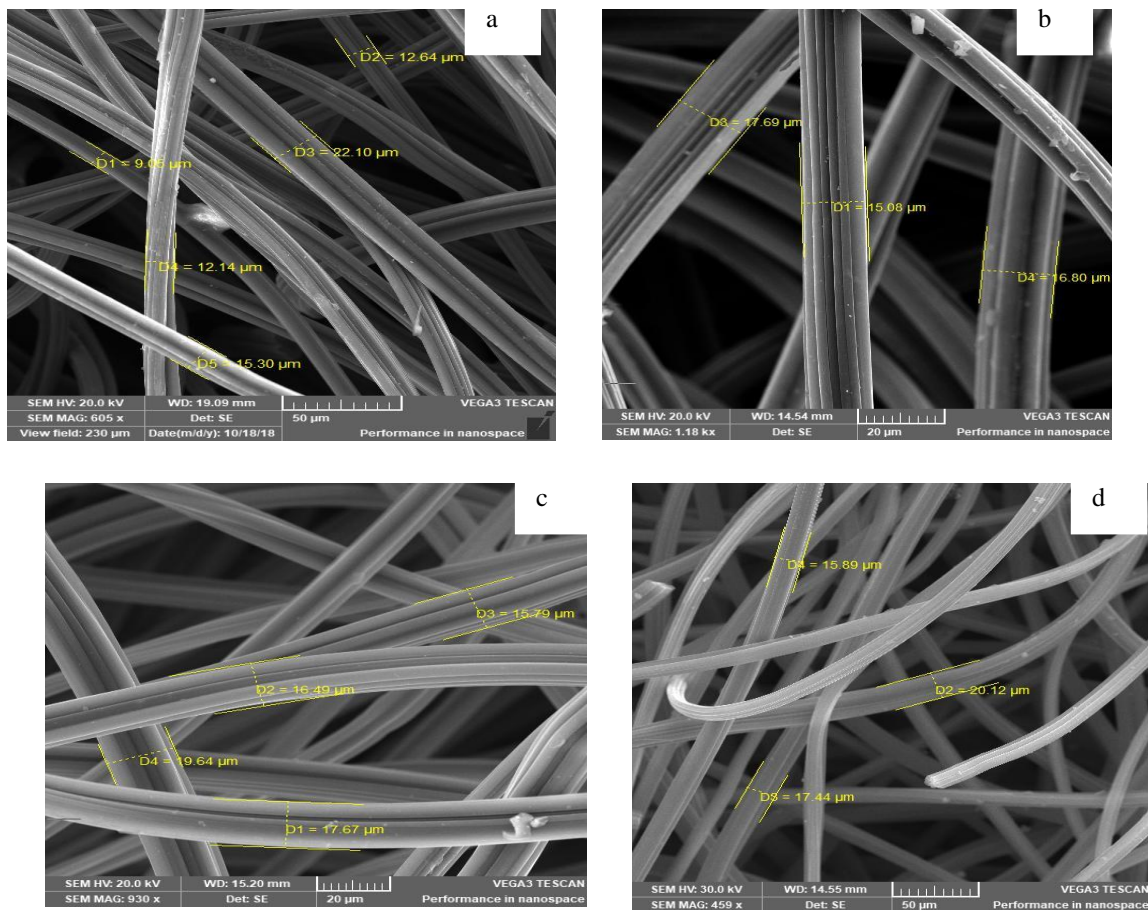 a
D2 = 12.64 µm
D3 = 22.10 µm
D1 = 9.05 µm
D4 = 12.14 µm
D5 = 15.30 µm
SEM HV: 20.0 kV WD: 19.09 mm VEGA3 TESCAN
SEM MAG: 605 x Det: SE 50 µm
View field: 230 µm Date(m/d/y): 10/18/18 Performance in nanospace
b
D3 = 17.69 µm
D1 = 15.08 µm
D4 = 16.80 µm
SEM HV: 20.0 kV WD: 14.54 mm VEGA3 TESCAN
SEM MAG: 1.18 kx Det: SE 20 µm
Performance in nanospace
c
D3 = 15.79 µm
D2 = 16.49 µm
D4 = 19.64 µm
D1 = 17.67 µm
SEM HV: 20.0 kV WD: 15.20 mm VEGA3 TESCAN
SEM MAG: 930 x Det: SE 20 µm
Performance in nanospace
d
D4 = 15.89 µm
D2 = 20.12 µm
D3 = 17.44 µm
SEM HV: 30.0 kV WD: 14.55 mm VEGA3 TESCAN
SEM MAG: 459 x Det: SE 50 µm
Performance in nanospace